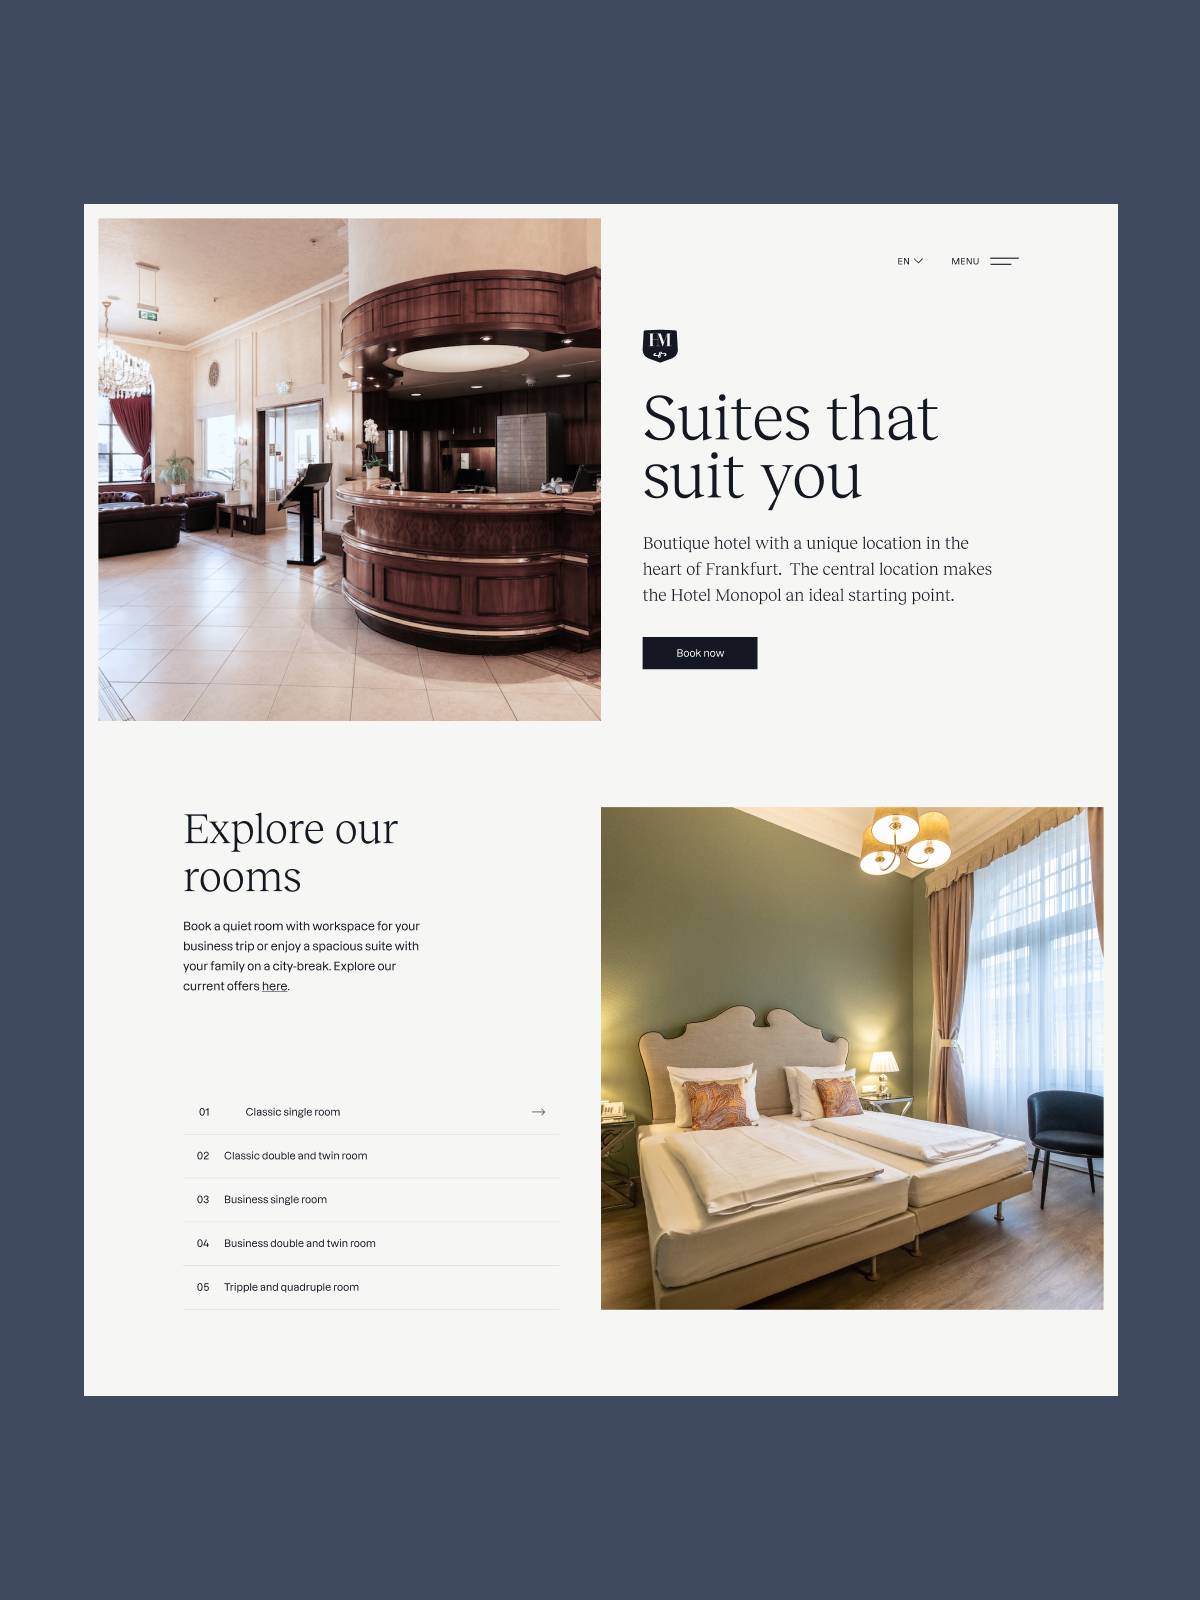 EN
MENU
HM
Suites that
suit you
Boutique hotel with a unique location in the
heart of Frankfurt.  The central location makes
the Hotel Monopol an ideal starting point.
Book now
Explore our
rooms
Book a quiet room with workspace for your
business trip or enjoy a spacious suite with
your family on a city-break. Explore our
current offers here.
01 Classic single room
02 Classic double and twin room
03 Business single room
04 Business double and twin room
05 Tripple and quadruple room